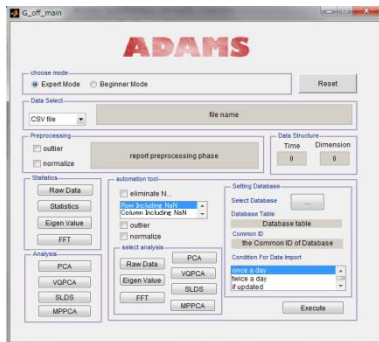 G_off_main
ADAMS
choose mode
Expert Mode
Beginner Mode
Reset
Data Select
CSV file
file name
Preprocessing
outlier
normalize
report preprocessing phase
Data Structure
Time
Dimension
0
0
Statistics
Raw Data
Statistics
Eigen Value
FFT
Analysis
PCA
VQPCA
SLDS
MPPCA
automation tool
eliminate N...
Row Including NaN
Column Including NaN
outlier
normalize
select analysis
Raw Data
Eigen Value
FFT
PCA
VQPCA
SLDS
MPPCA
Setting Database
Select Database
...
Database Table
Database table
Common ID
the Common ID of Database
Condition For Data Import
once a day
twice a day
if updated
Execute